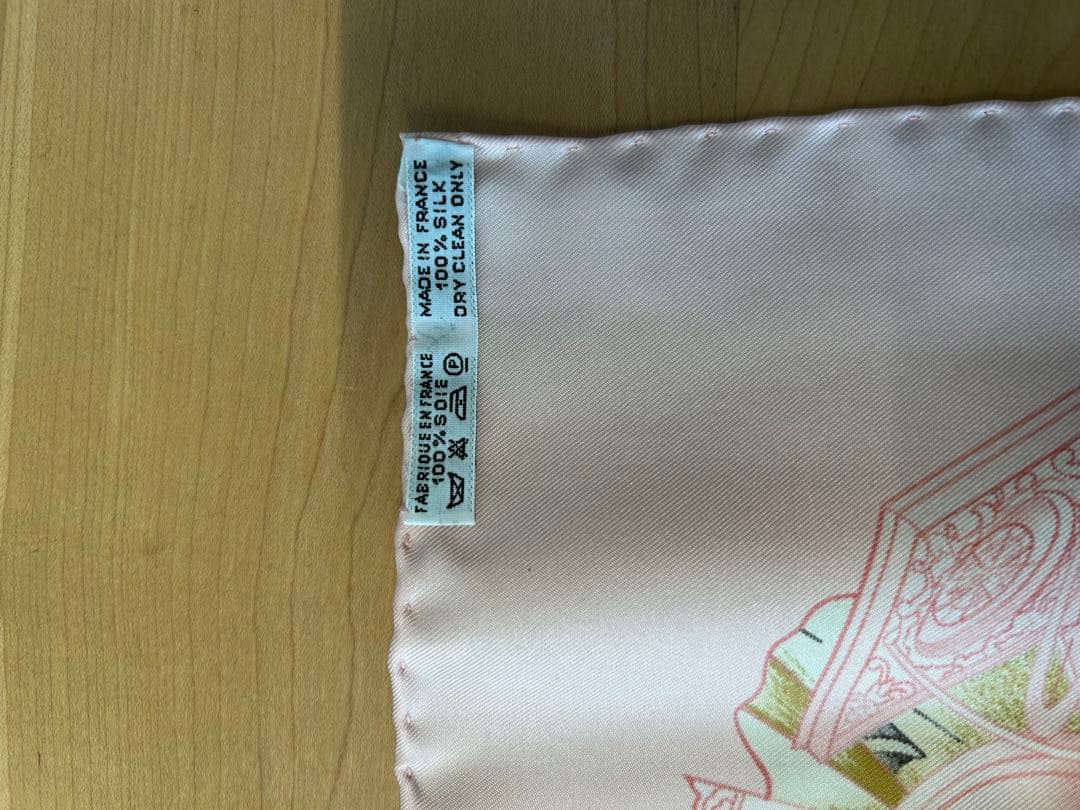 FABRIQUE EN FRANCE
100% SOIE
P
MADE IN FRANCE
100% SILK
DRY CLEAN ONLY